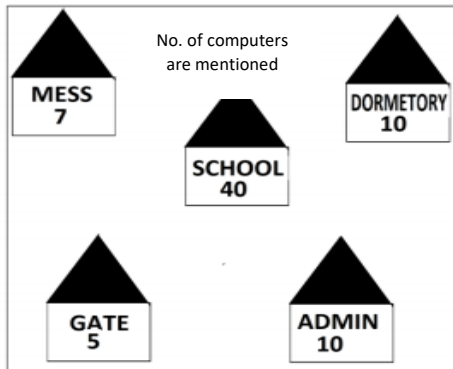 No. of computers
are mentioned
MESS
7
DORMETORY
10
SCHOOL
40
GATE
5
ADMIN
10